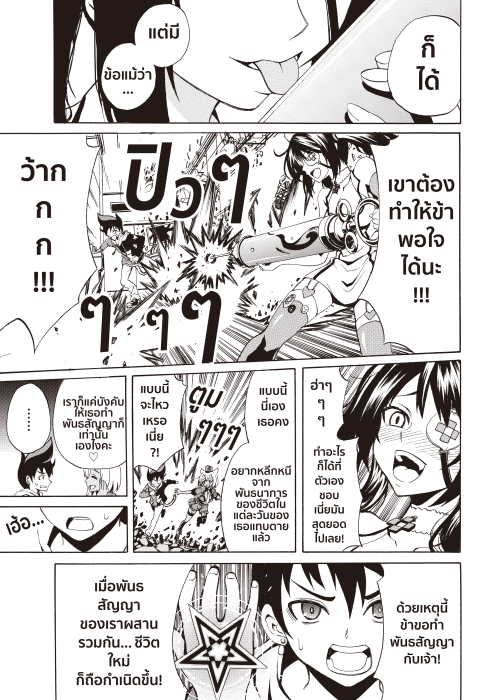 ก็
ได้
แต่มี
ข้อแม้ว่า
...
เขาต้อง
ทำให้ข้า
พอใจ
ได้นะ
!!!
ปิวๆ
ๆ ๆ ๆ
ว้าก
ก
ก
!!!
ฮ่าๆ
ๆ
ๆ
ทำอะไร
ก็ได้ที่
ตัวเอง
ชอบ
เนี่ยมัน
สุดยอด
ไปเลย!
แบบนี้
นี่เอง
เธอคง
อยากหลีกหนี
จาก
พันธนาการ
ของชีวิตใน
แต่ละวันของ
เธอแทบตาย
แล้ว
ตูม
ๆๆๆ
แบบนี้
จะไหว
เหรอ
เนี่ย
?!
เราก็แค่บังคับ
ให้เธอทำ
พันธสัญญาก็
เท่านั้น
เองไงคะ
♡
......
เฮ้อ...
ด้วยเหตุนี้
ข้าขอทำ
พันธสัญญา
กับเจ้า!
เมื่อพันธ
สัญญา
ของเราผสาน
รวมกัน... ชีวิต
ใหม่
ก็ถือกำเนิดขึ้น!